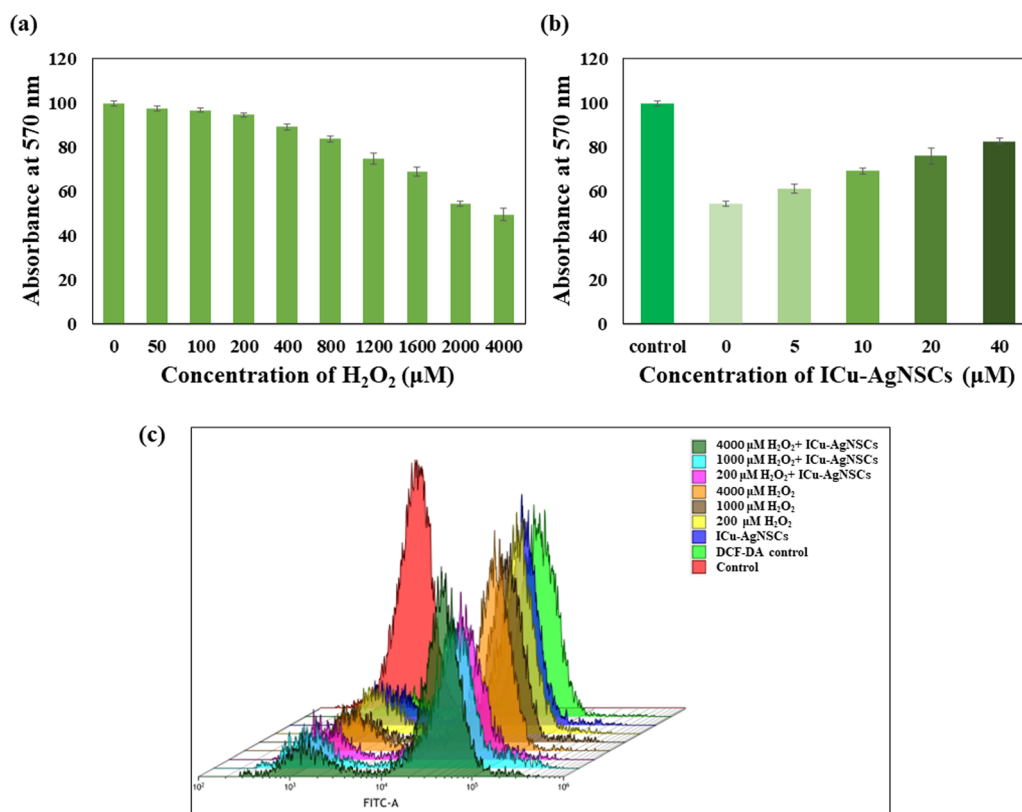 (a)
Absorbance at 570 nm
120
100
80
60
40
20
0
0 50 100 200 400 800 1200 1600 2000 4000
Concentration of H₂O₂ (µM)
(b)
Absorbance at 570 nm
120
100
80
60
40
20
0
control 0 5 10 20 40
Concentration of ICu-AgNSCs (µM)
(c)
4000 µM H₂O₂+ ICu-AgNSCs
1000 µM H₂O₂+ ICu-AgNSCs
200 µM H₂O₂+ ICu-AgNSCs
4000 µM H₂O₂
1000 µM H₂O₂
200 µM H₂O₂
ICu-AgNSCs
DCF-DA control
Control
10² 10³ 10⁴ 10⁵ 10⁶
FITC-A